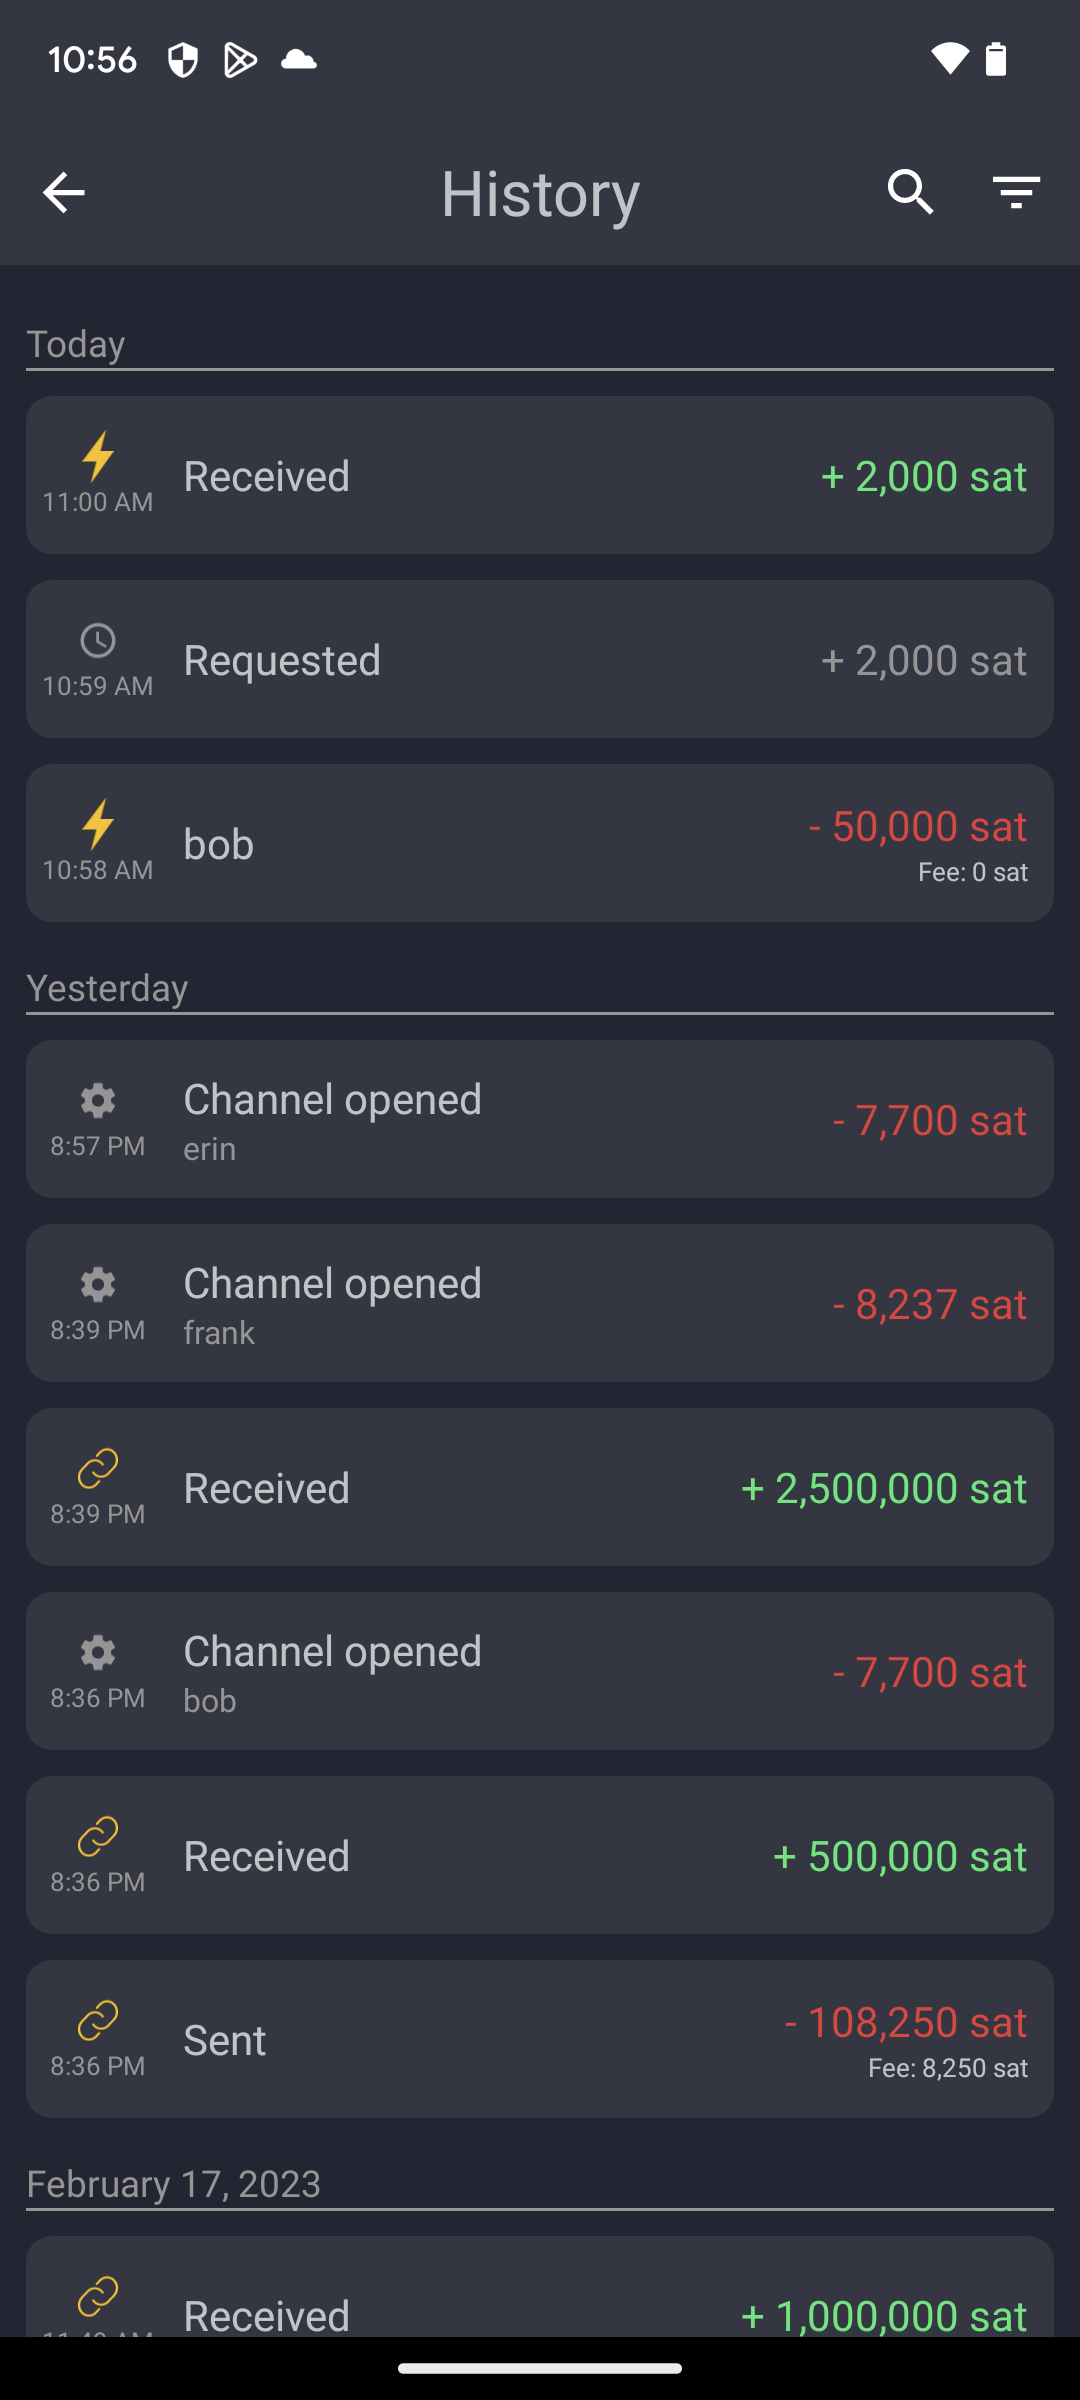 10:56
History
Today
Received
+ 2,000 sat
11:00 AM
Requested
+ 2,000 sat
10:59 AM
bob
- 50,000 sat
Fee: 0 sat
10:58 AM
Yesterday
Channel opened
erin
- 7,700 sat
8:57 PM
Channel opened
frank
- 8,237 sat
8:39 PM
Received
+ 2,500,000 sat
8:39 PM
Channel opened
bob
- 7,700 sat
8:36 PM
Received
+ 500,000 sat
8:36 PM
Sent
- 108,250 sat
Fee: 8,250 sat
8:36 PM
February 17, 2023
Received
+ 1,000,000 sat